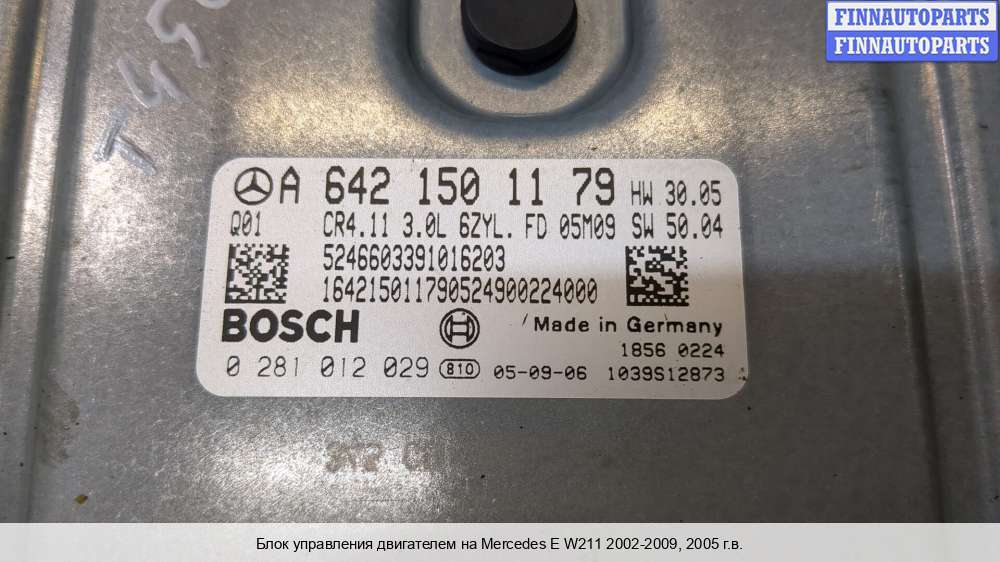 FINNAUTOPARTS
FINNAUTOPARTS
A 642 150 11 79 HW 30.05
Q01 CR4.11 3.0L 6ZYL. FD 05M09 SW 50.04
5246603391016203
164215011790524900224000
BOSCH Made in Germany
1856 0224
0 281 012 029 810 05-09-06 1039S12873
Блок управления двигателем на Mercedes E W211 2002-2009, 2005 г.в.